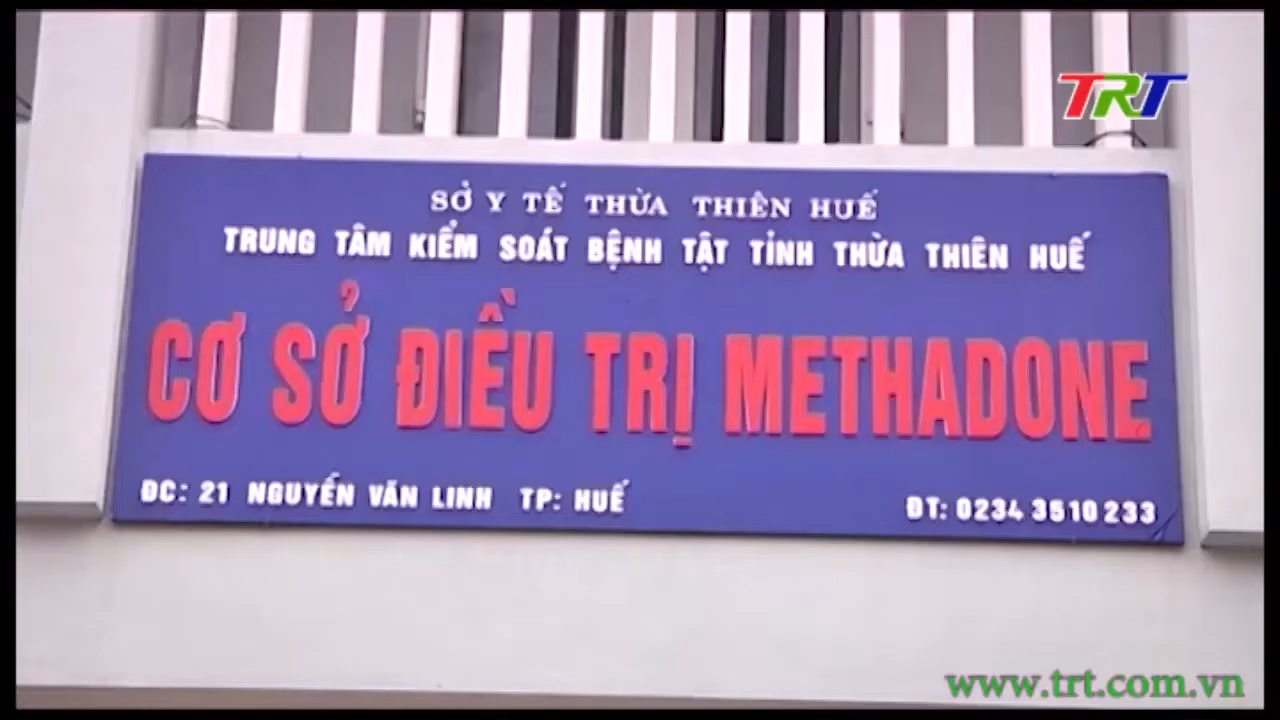 TRT
SỞ Y TẾ THỪA THIÊN HUẾ
TRUNG TÂM KIỂM SOÁT BỆNH TẬT TỈNH THỪA THIÊN HUẾ
CƠ SỞ ĐIỀU TRỊ METHADONE
ĐC: 21 NGUYỄN VĂN LINH TP: HUẾ ĐT: 0234 3510 233
www.trt.com.vn